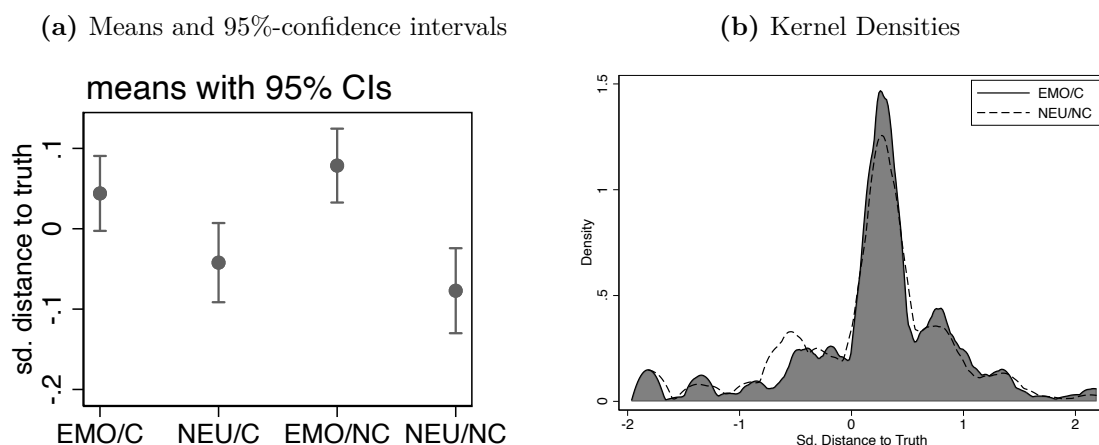 (a) Means and 95%-confidence intervals
means with 95% CIs
sd. distance to truth
.1
0
-.1
-.2
EMO/C NEU/C EMO/NC NEU/NC
(b) Kernel Densities
EMO/C
NEU/NC
Density
1.5
1
.5
0
-2 -1 0 1 2
Sd. Distance to Truth